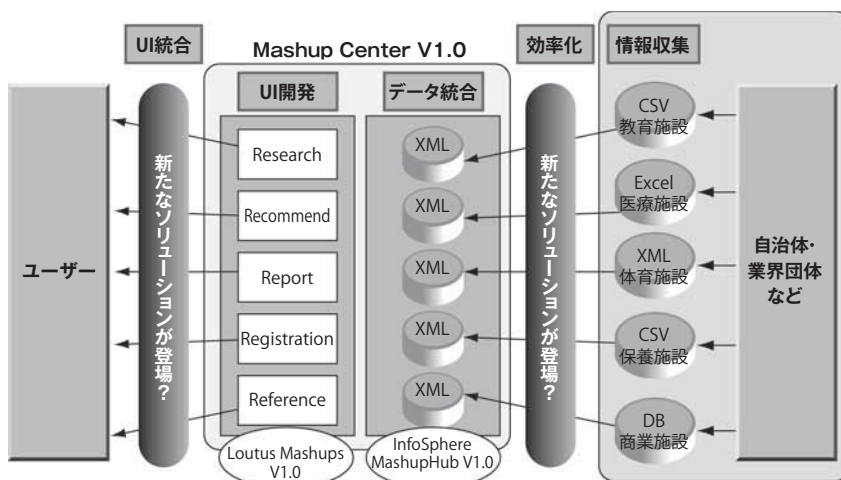 UI統合
Mashup Center V1.0
効率化
情報収集
UI開発
データ統合
ユーザー
新たなソリューションが登場？
Research
Recommend
Report
Registration
Reference
Loutus Mashups
V1.0
XML
XML
XML
XML
XML
InfoSphere
MashupHub V1.0
新たなソリューションが登場？
CSV
教育施設
Excel
医療施設
XML
体育施設
CSV
保養施設
DB
商業施設
自治体・
業界団体
など